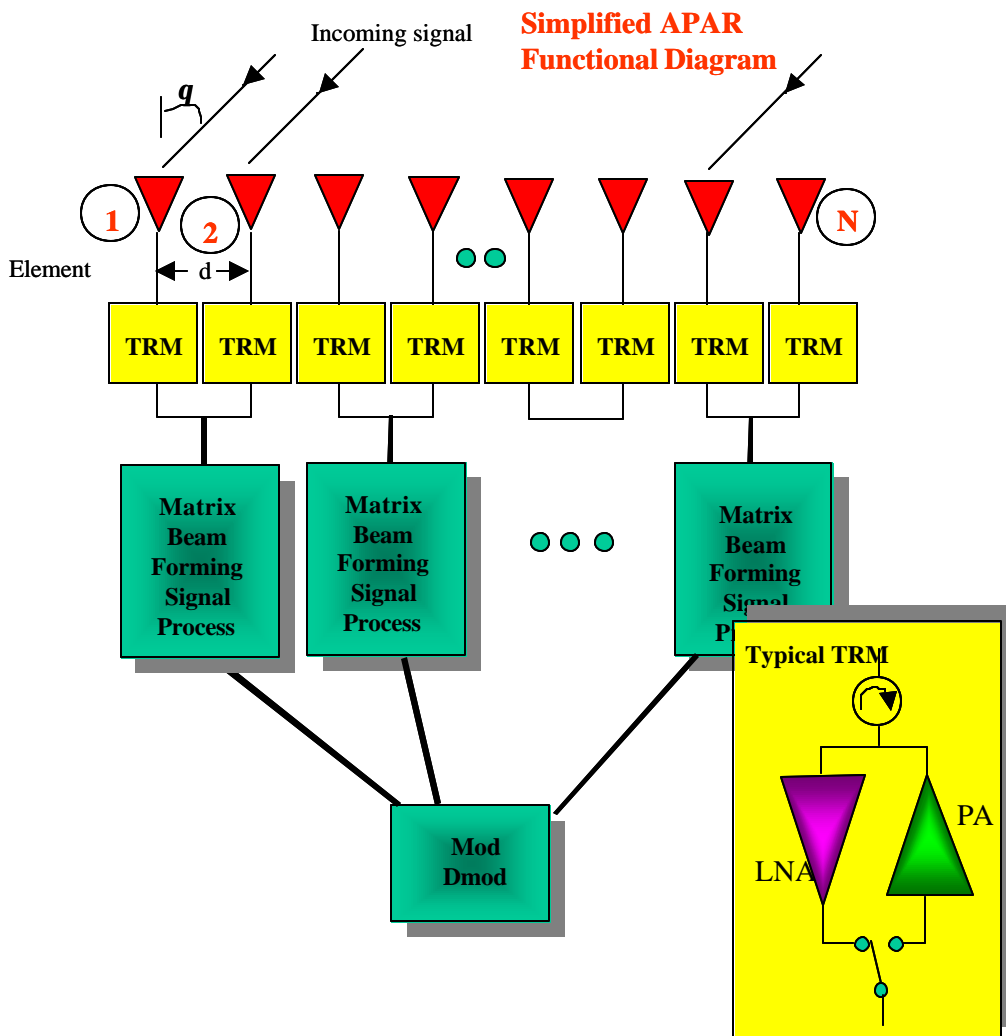 Simplified APAR
Functional Diagram
Incoming signal
q
1
2
N
Element
d
TRM TRM TRM TRM TRM TRM TRM TRM
Matrix
Beam
Forming
Signal
Process
Matrix
Beam
Forming
Signal
Process
Matrix
Beam
Forming
Signal
Typical TRM
LNA
PA
Mod
Dmod